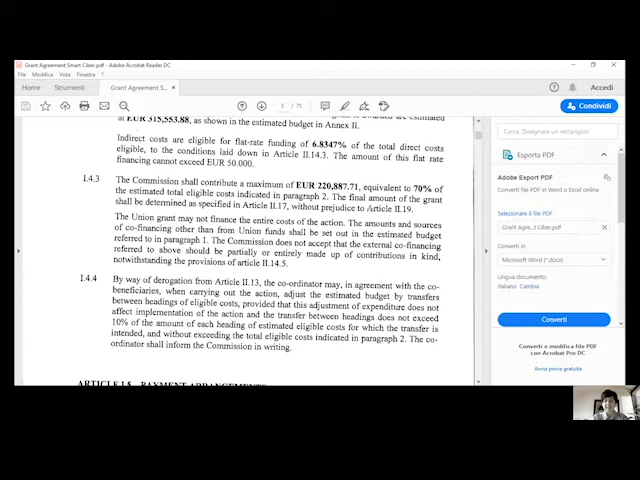 Grant Agreement Smart Ciber.pdf - Adobe Acrobat Reader DC
File Modifica Vista Finestra ?
Home Strumenti Grant Agreement S... × Accedi
3 / 75 Condividi
at EUR 315,553.88, as shown in the estimated budget in Annex II.
Indirect costs are eligible for flat-rate funding of 6.8347% of the total direct costs
eligible, to the conditions laid down in Article II.14.3. The amount of this flat rate
financing cannot exceed EUR 50.000.
I.4.3 The Commission shall contribute a maximum of EUR 220,887.71, equivalent to 70% of
the estimated total eligible costs indicated in paragraph 2. The final amount of the grant
shall be determined as specified in Article II.17, without prejudice to Article II.19.
The Union grant may not finance the entire costs of the action. The amounts and sources
of co-financing other than from Union funds shall be set out in the estimated budget
referred to in paragraph 1. The Commission does not accept that the external co-financing
referred to above should be partially or entirely made up of contributions in kind,
notwithstanding the provisions of article II.14.5.
I.4.4 By way of derogation from Article II.13, the co-ordinator may, in agreement with the co-
beneficiaries, when carrying out the action, adjust the estimated budget by transfers
between headings of eligible costs, provided that this adjustment of expenditure does not
affect implementation of the action and the transfer between headings does not exceed
10% of the amount of each heading of estimated eligible costs for which the transfer is
intended, and without exceeding the total eligible costs indicated in paragraph 2. The co-
ordinator shall inform the Commission in writing.
ARTICLE I.5 PAYMENT ARRANGEMENTS
Cerca 'Disegna un rettangolo'
Esporta PDF
Adobe Export PDF
Converti file PDF in Word o Excel online
Selezionare il file PDF
Grant Agr...t Ciber.pdf ×
Converti in
Microsoft Word (*.docx)
Lingua documento:
Italiano Cambia
Converti
Converti e modifica file PDF
con Acrobat Pro DC
Avvia prova gratuita